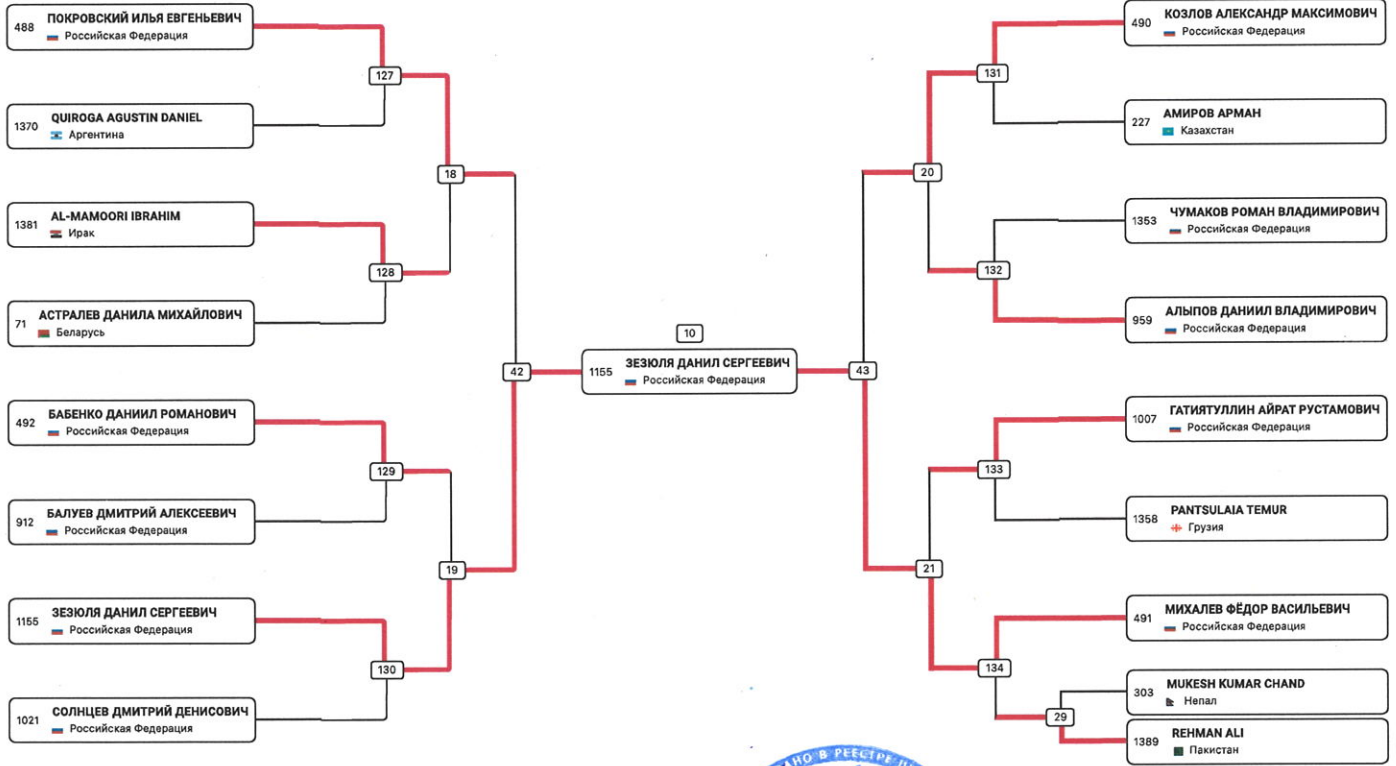 488 ПОКРОВСКИЙ ИЛЬЯ ЕВГЕНЬЕВИЧ
Российская Федерация
127
1370 QUIROGA AGUSTIN DANIEL
Аргентина
18
1381 AL-MAMOORI IBRAHIM
Ирак
128
71 АСТРАЛЕВ ДАНИЛА МИХАЙЛОВИЧ
Беларусь
42
492 БАБЕНКО ДАНИИЛ РОМАНОВИЧ
Российская Федерация
129
912 БАЛУЕВ ДМИТРИЙ АЛЕКСЕЕВИЧ
Российская Федерация
19
1155 ЗЕЗЮЛЯ ДАНИЛ СЕРГЕЕВИЧ
Российская Федерация
130
1021 СОЛНЦЕВ ДМИТРИЙ ДЕНИСОВИЧ
Российская Федерация
10
1155 ЗЕЗЮЛЯ ДАНИЛ СЕРГЕЕВИЧ
Российская Федерация
490 КОЗЛОВ АЛЕКСАНДР МАКСИМОВИЧ
Российская Федерация
131
227 АМИРОВ АРМАН
Казахстан
20
1353 ЧУМАКОВ РОМАН ВЛАДИМИРОВИЧ
Российская Федерация
132
959 АЛЫПОВ ДАНИИЛ ВЛАДИМИРОВИЧ
Российская Федерация
43
1007 ГАТИЯТУЛЛИН АЙРАТ РУСТАМОВИЧ
Российская Федерация
133
1358 PANTSULAIA TEMUR
Грузия
21
491 МИХАЛЕВ ФЁДОР ВАСИЛЬЕВИЧ
Российская Федерация
134
303 MUKESH KUMAR CHAND
Непал
29
1389 REHMAN ALI
Пакистан
В РЕЕСТРЕ